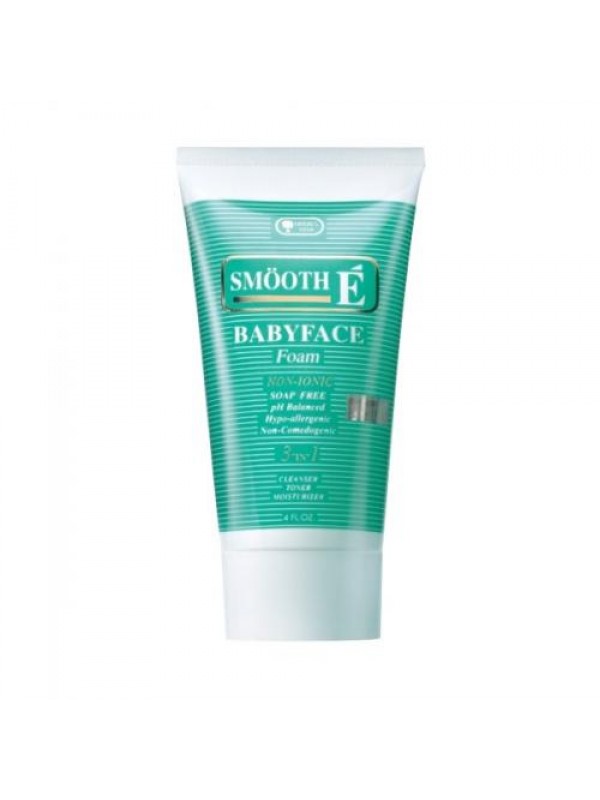 SMÖOTH É
BABYFACE
Foam
NON-IONIC
SOAP FREE
pH Balanced
Hypo-allergenic
Non-Comedogenic
3-IN-1
CLEANSER
TONER
MOISTURIZER
4 FL OZ